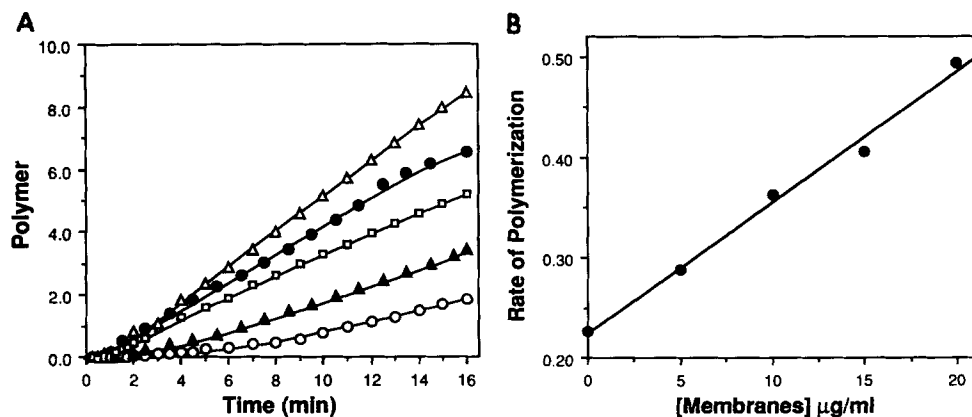 A
10.0
8.0
6.0
4.0
2.0
0.0
Polymer
0 2 4 6 8 10 12 14 16
Time (min)
B
0.50
0.40
0.30
0.20
Rate of Polymerization
0 5 10 15 20
[Membranes] µg/ml